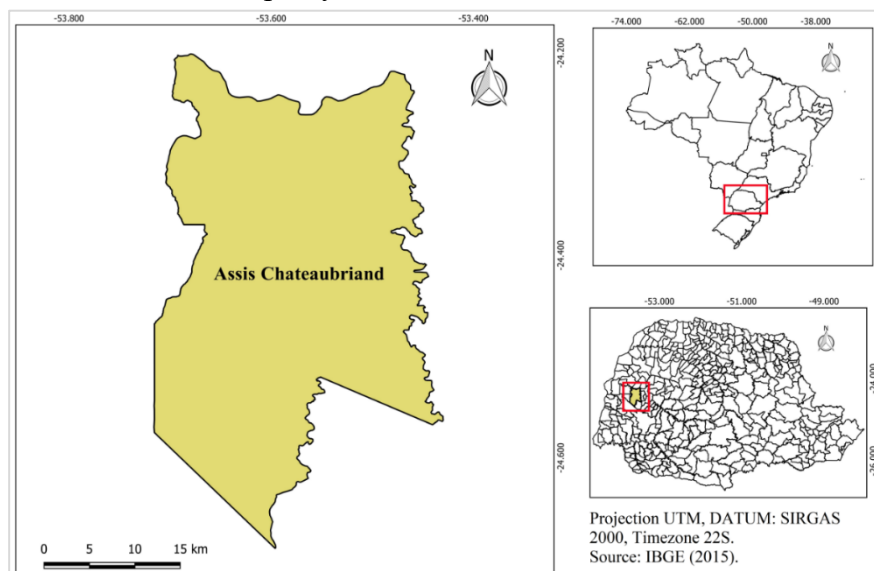 -53.800 -53.600 -53.400
-24.200
-24.400
-24.600
N
Assis Chateaubriand
0 5 10 15 km
-74.000 -62.000 -50.000 -38.000
N
-53.000 -51.000 -49.000
-24.000
-26.000
N
Projection UTM, DATUM: SIRGAS
2000, Timezone 22S.
Source: IBGE (2015).